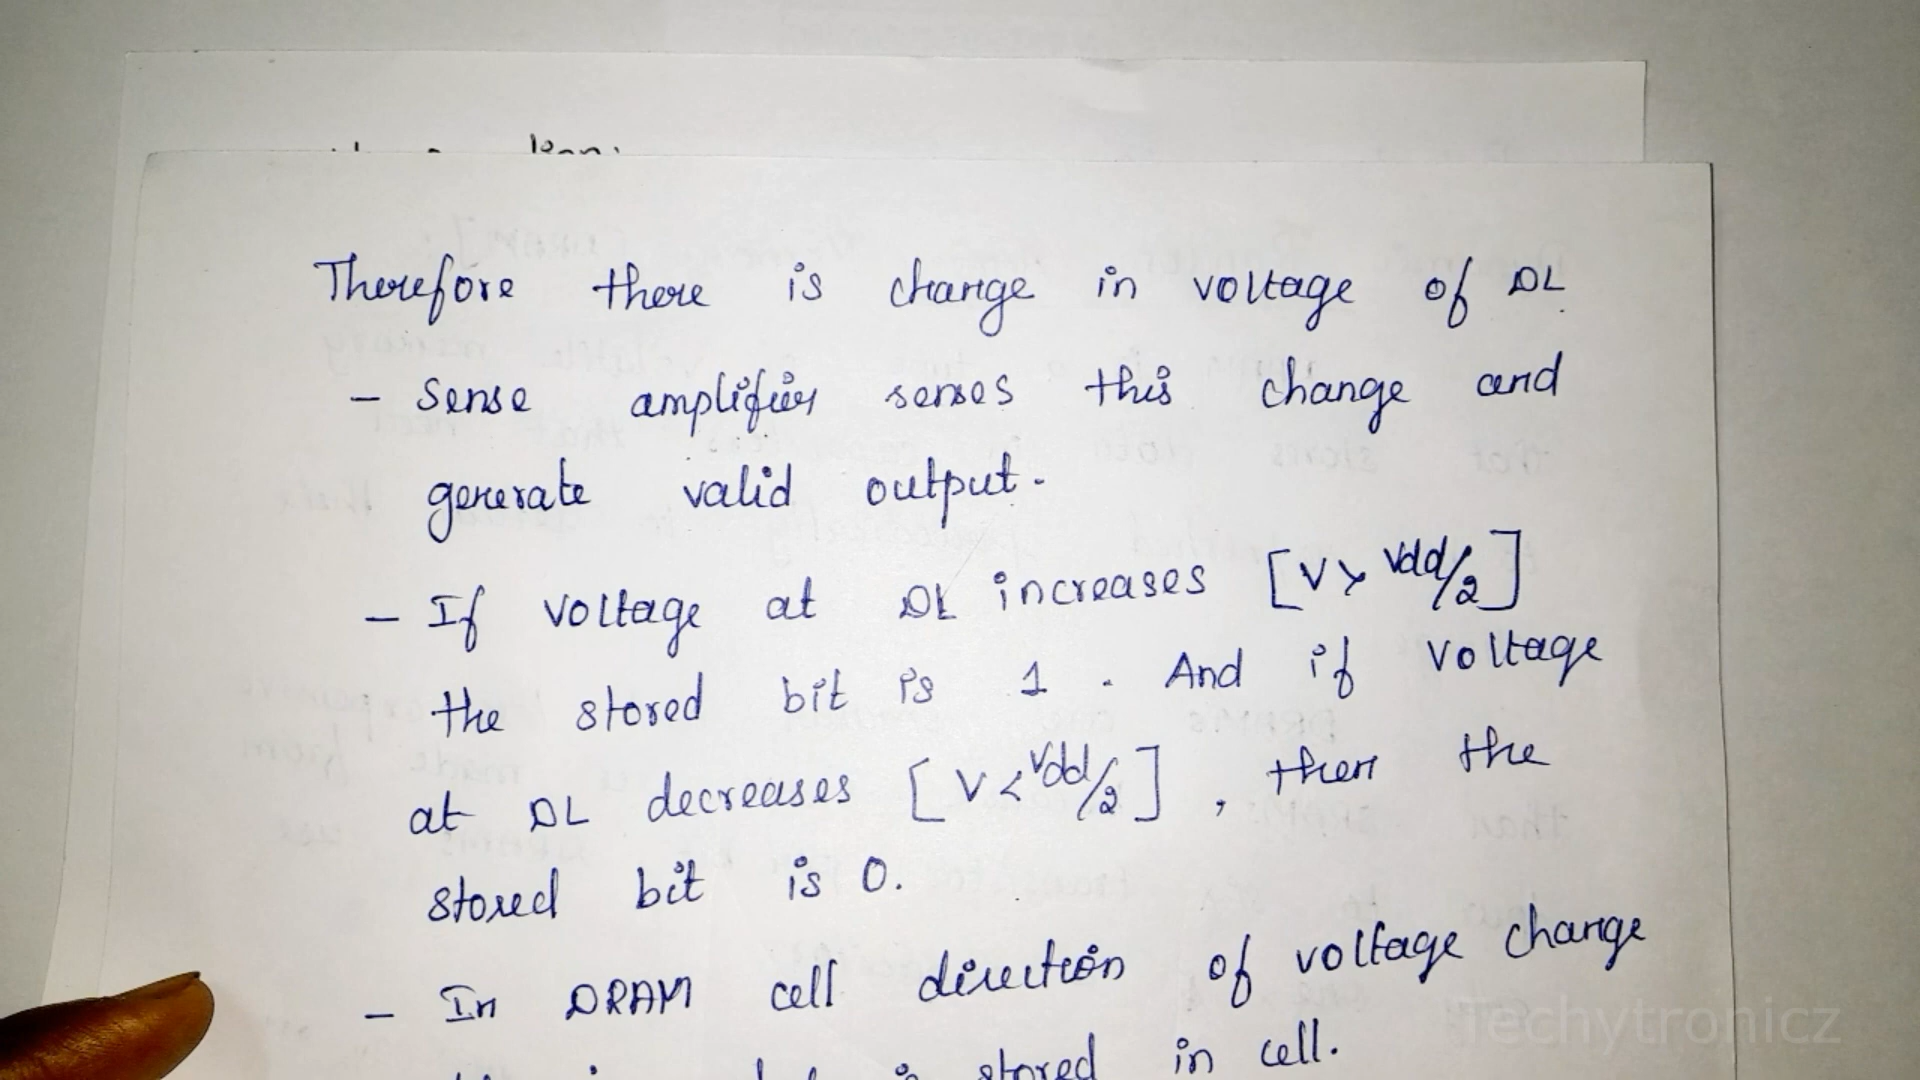 Therefore there is change in voltage of DL
- Sense amplifier senses this change and
generate valid output.
- If voltage at DL increases [V > Vdd/2]
the stored bit is 1. And if voltage
at DL decreases [V < Vdd/2], then the
stored bit is 0.
- In DRAM cell direction of voltage change
stored in cell.
Techytronicz